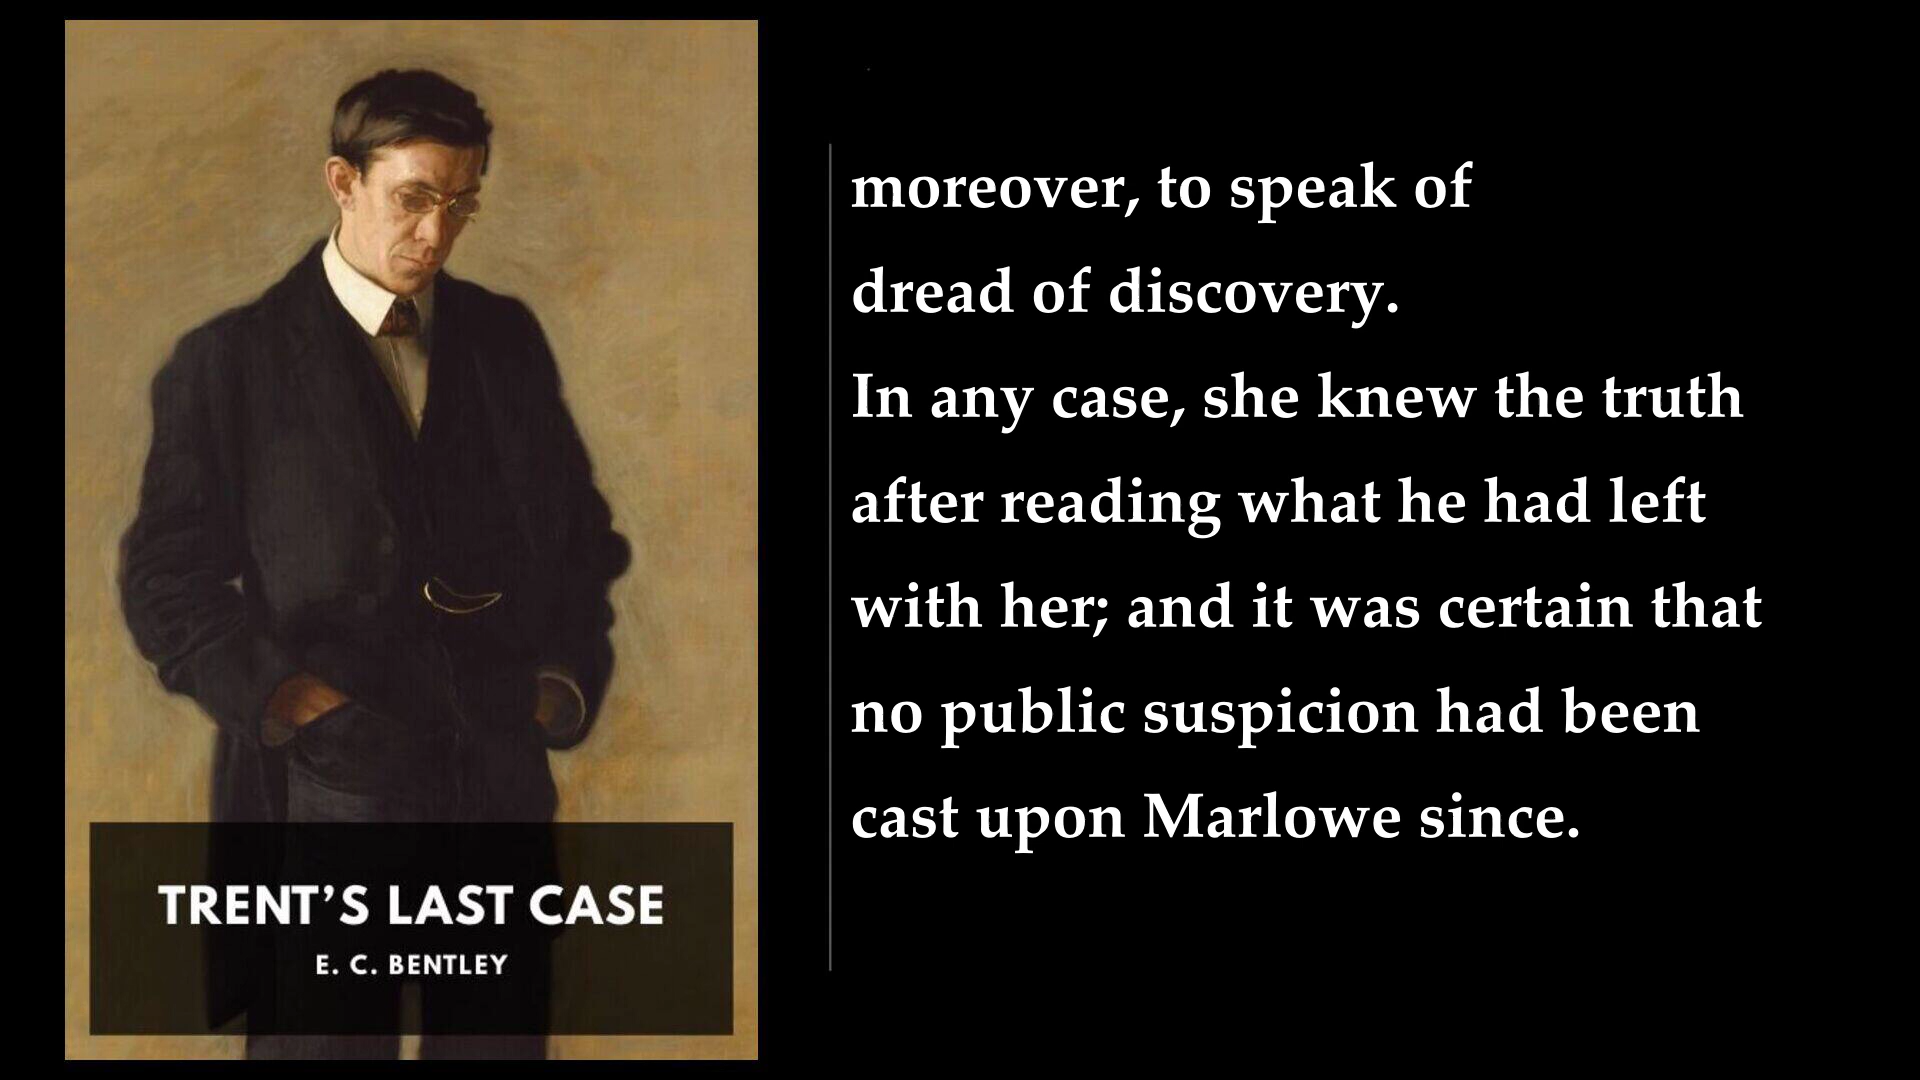 moreover, to speak of
dread of discovery.
In any case, she knew the truth
after reading what he had left
with her; and it was certain that
no public suspicion had been
cast upon Marlowe since.
TRENT’S LAST CASE
E. C. BENTLEY